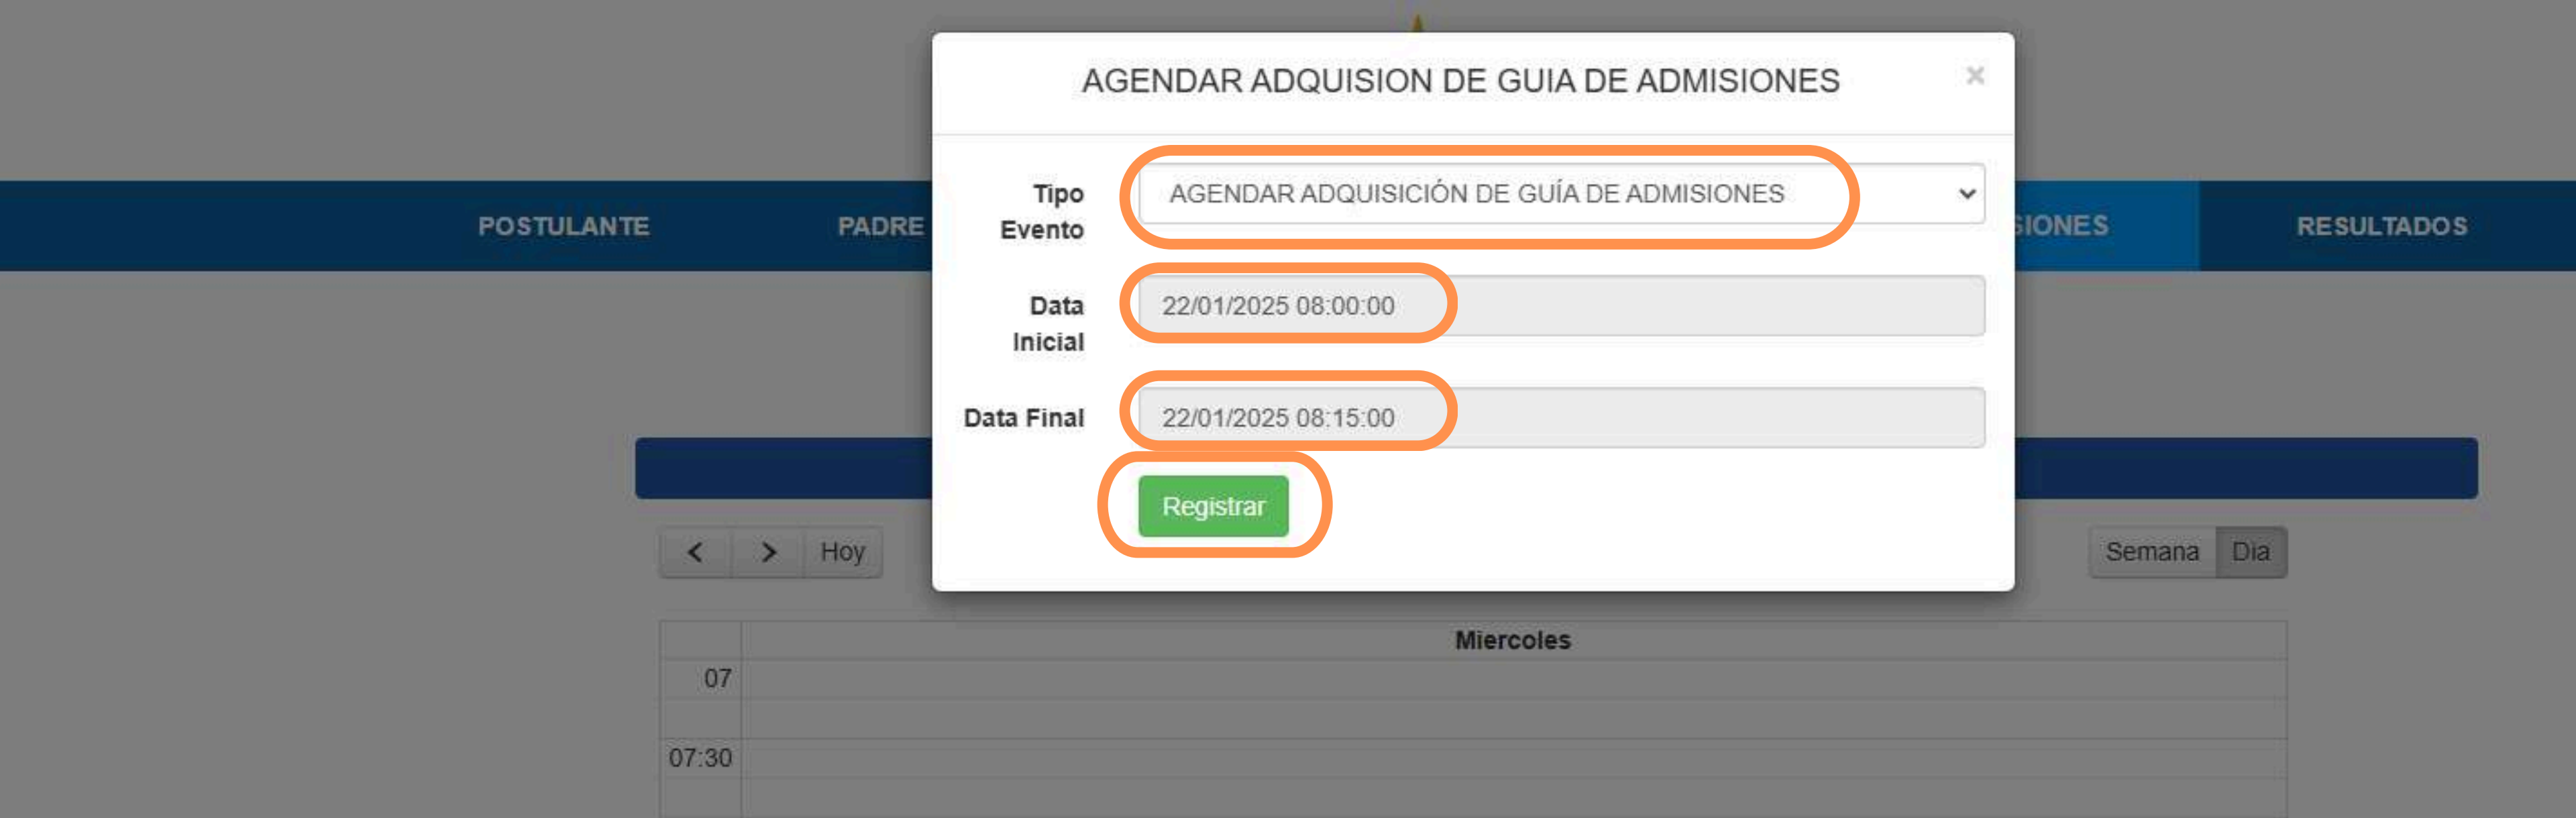 AGENDAR ADQUISION DE GUIA DE ADMISIONES ×
Tipo Evento
AGENDAR ADQUISICIÓN DE GUÍA DE ADMISIONES
POSTULANTE PADRE SIONES RESULTADOS
Data Inicial
22/01/2025 08:00:00
Data Final
22/01/2025 08:15:00
Registrar
< > Hoy Semana Dia
Miercoles
07
07:30